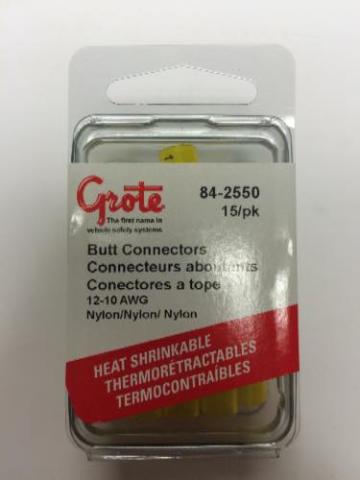 Grote
The first name in
vehicle safety systems.
84-2550
15/pk
Butt Connectors
Connecteurs aboutants
Conectores a tope
12-10 AWG
Nylon/Nylon/ Nylon
HEAT SHRINKABLE
THERMORÉTRACTABLES
TERMOCONTRAÍBLES